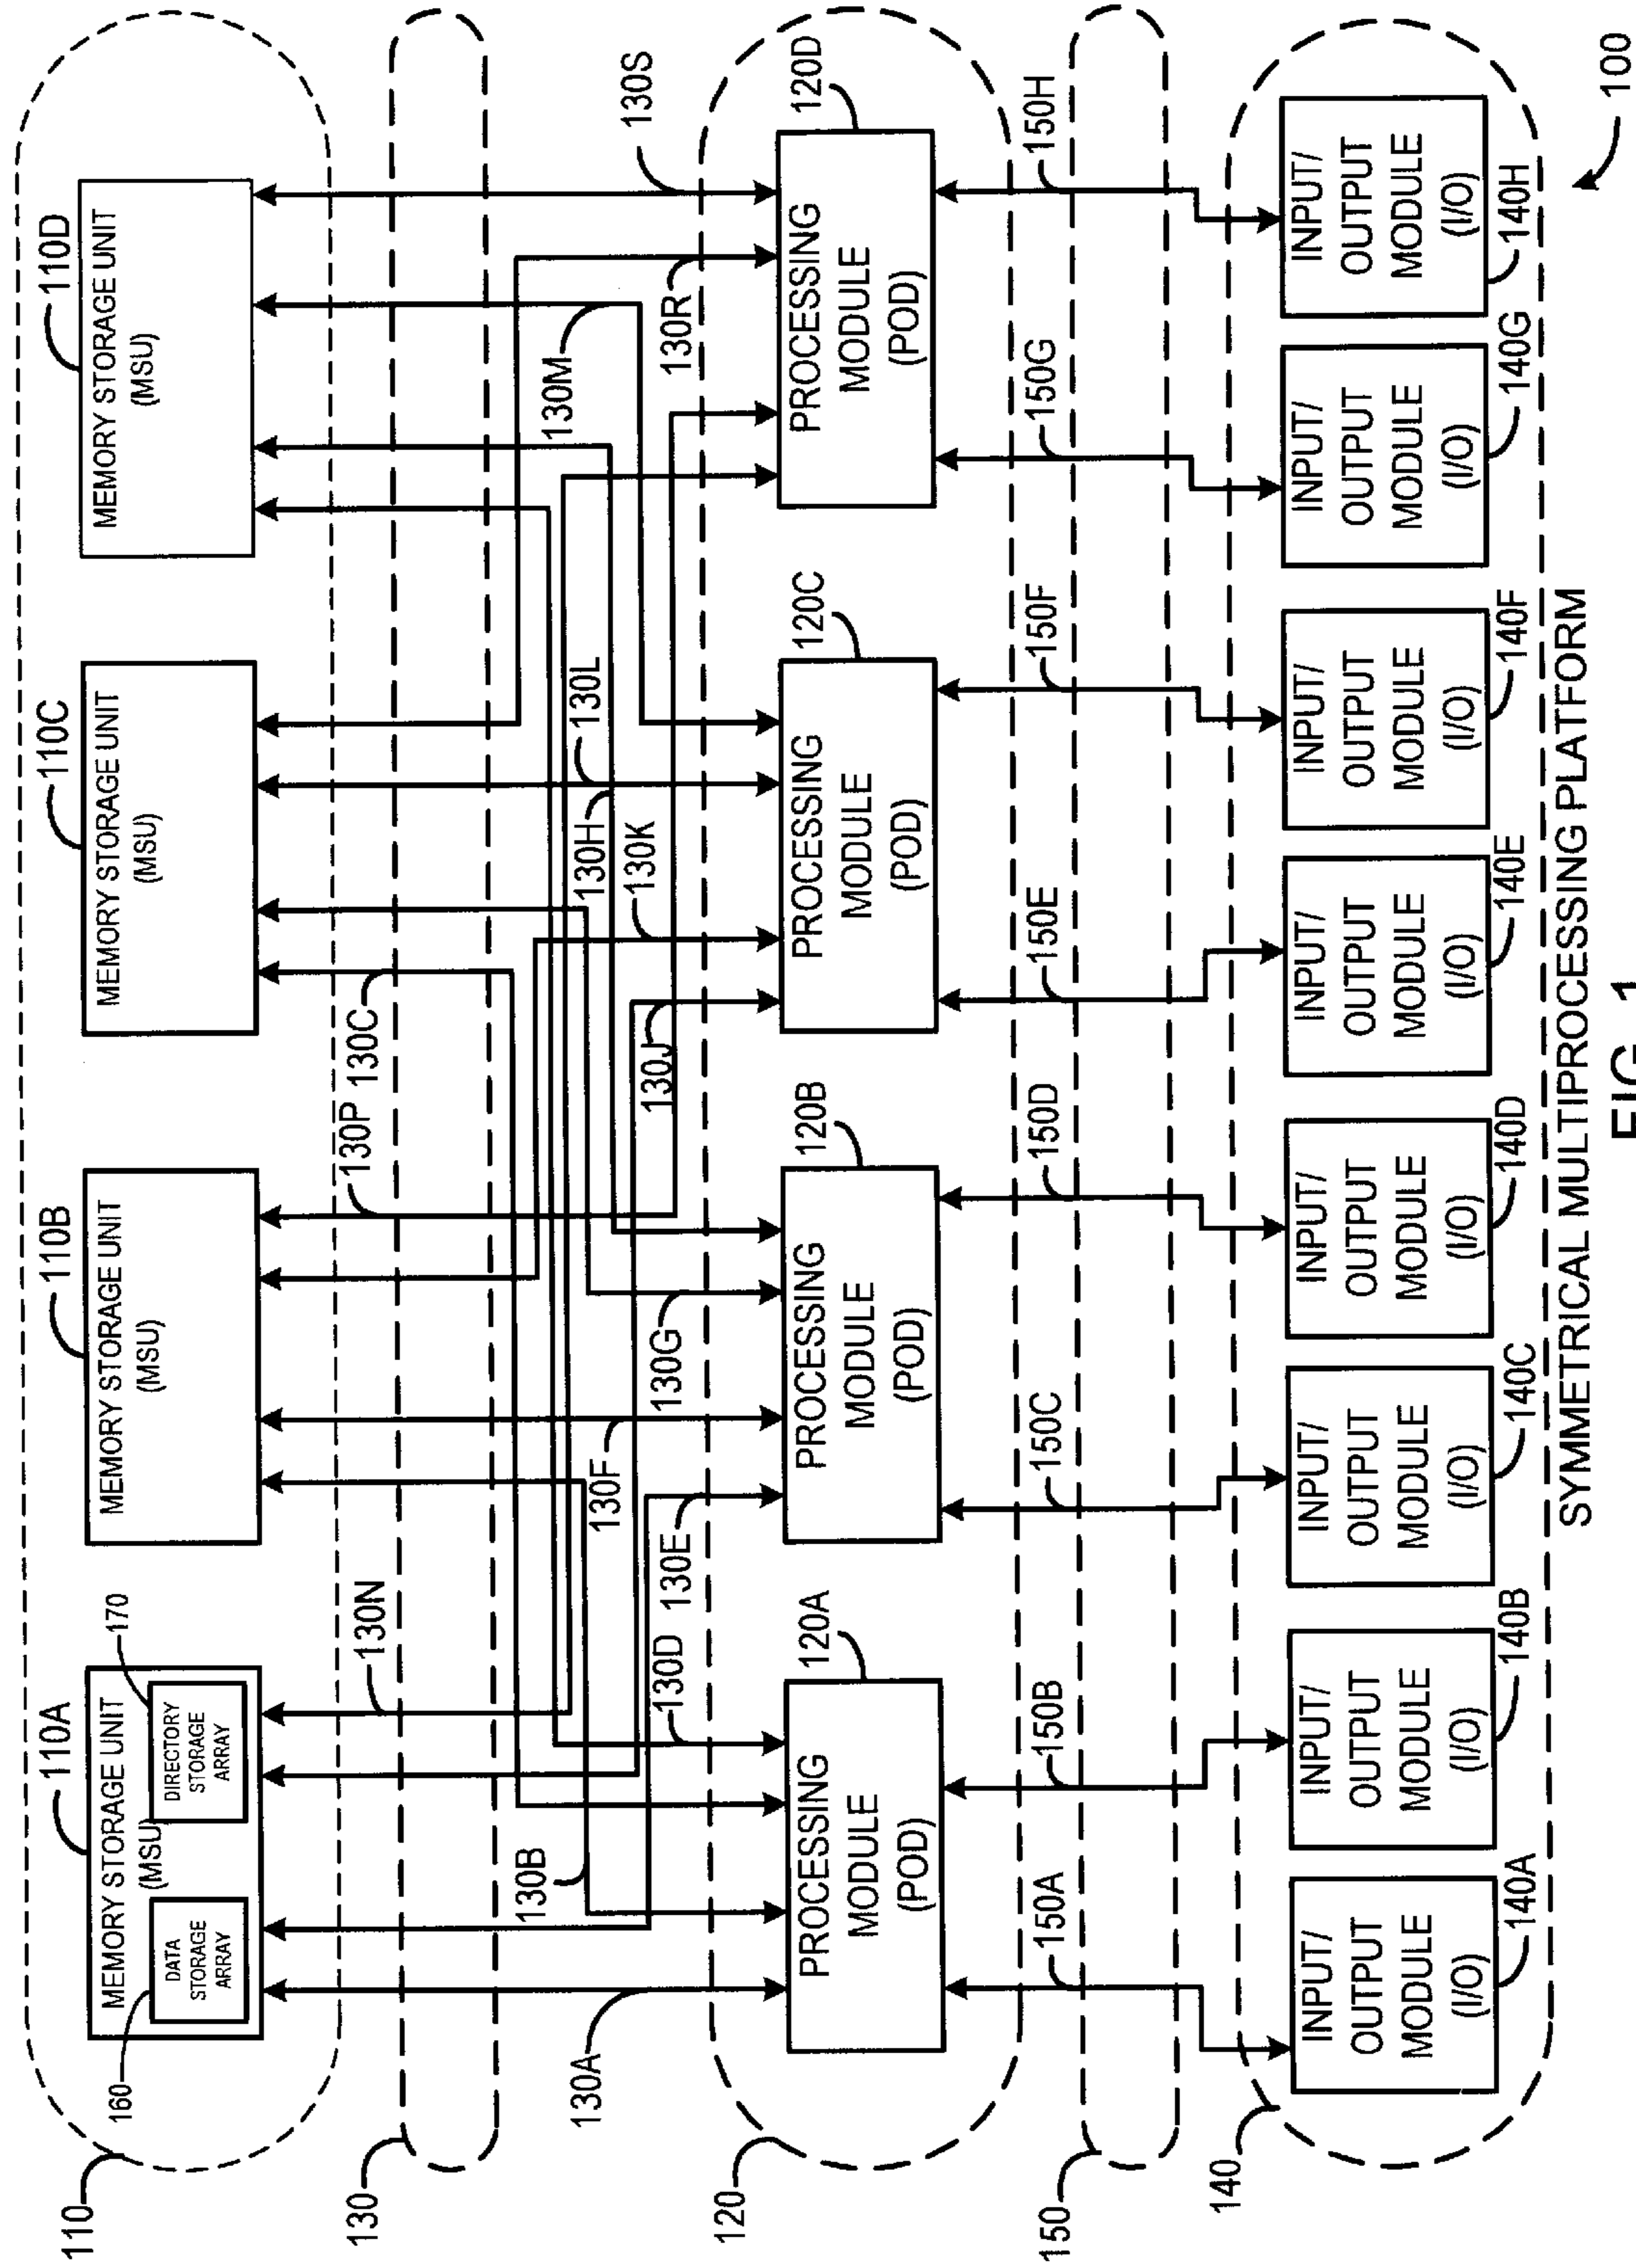 110
110A
MEMORY STORAGE UNIT
(MSU)
160
DATA
STORAGE
ARRAY
170
DIRECTORY
STORAGE
ARRAY
110B
MEMORY STORAGE UNIT
(MSU)
110C
MEMORY STORAGE UNIT
(MSU)
110D
MEMORY STORAGE UNIT
(MSU)
130
130A
130B
130N
130D
130E
130F
130G
130P
130C
130J
130K
130H
130L
130M
130R
130S
120
120A
PROCESSING
MODULE
(POD)
120B
PROCESSING
MODULE
(POD)
120C
PROCESSING
MODULE
(POD)
120D
PROCESSING
MODULE
(POD)
150
150A
150B
150C
150D
150E
150F
150G
150H
140
INPUT/
OUTPUT
MODULE
(I/O)
140A
INPUT/
OUTPUT
MODULE
(I/O)
140B
INPUT/
OUTPUT
MODULE
(I/O)
140C
INPUT/
OUTPUT
MODULE
(I/O)
140D
INPUT/
OUTPUT
MODULE
(I/O)
140E
INPUT/
OUTPUT
MODULE
(I/O)
140F
INPUT/
OUTPUT
MODULE
(I/O)
140G
INPUT/
OUTPUT
MODULE
(I/O)
140H
100
SYMMETRICAL MULTIPROCESSING PLATFORM
FIG. 1